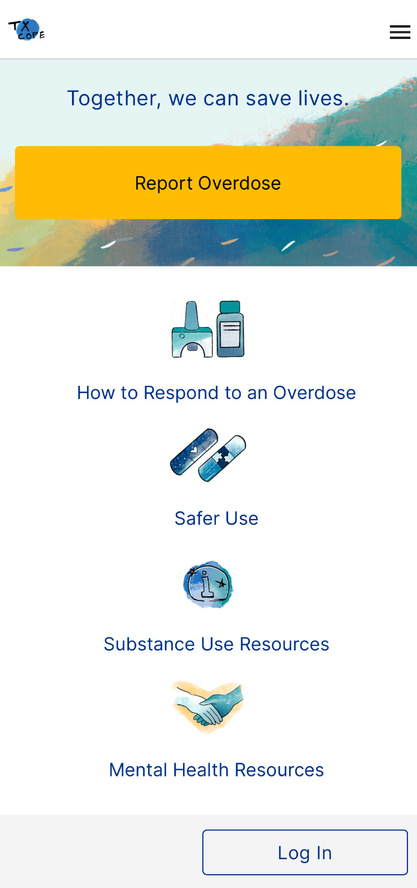 TX
COPE
Together, we can save lives.
Report Overdose
How to Respond to an Overdose
Safer Use
Substance Use Resources
Mental Health Resources
Log In